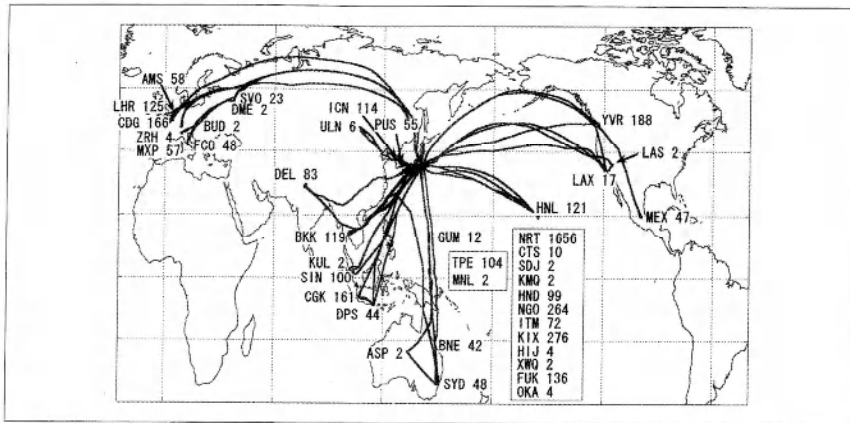 AMS 58
LHR 125
CDG 166
SVO 23
DME 2
BUD 2
ZRH 4
MXP 57
FCO 48
ICN 114
ULN 6
PUS 55
DEL 83
BKK 119
KUL 2
SIN 100
CGK 161
DPS 44
GUM 12
TPE 104
MNL 2
ASP 2
BNE 42
SYD 48
YVR 188
LAS 2
LAX 17
HNL 121
MEX 47
NRT 1656
CTS 10
SDJ 2
KMQ 2
HND 99
NGO 264
ITM 72
KIX 276
HIJ 4
XWQ 2
FUK 136
OKA 4